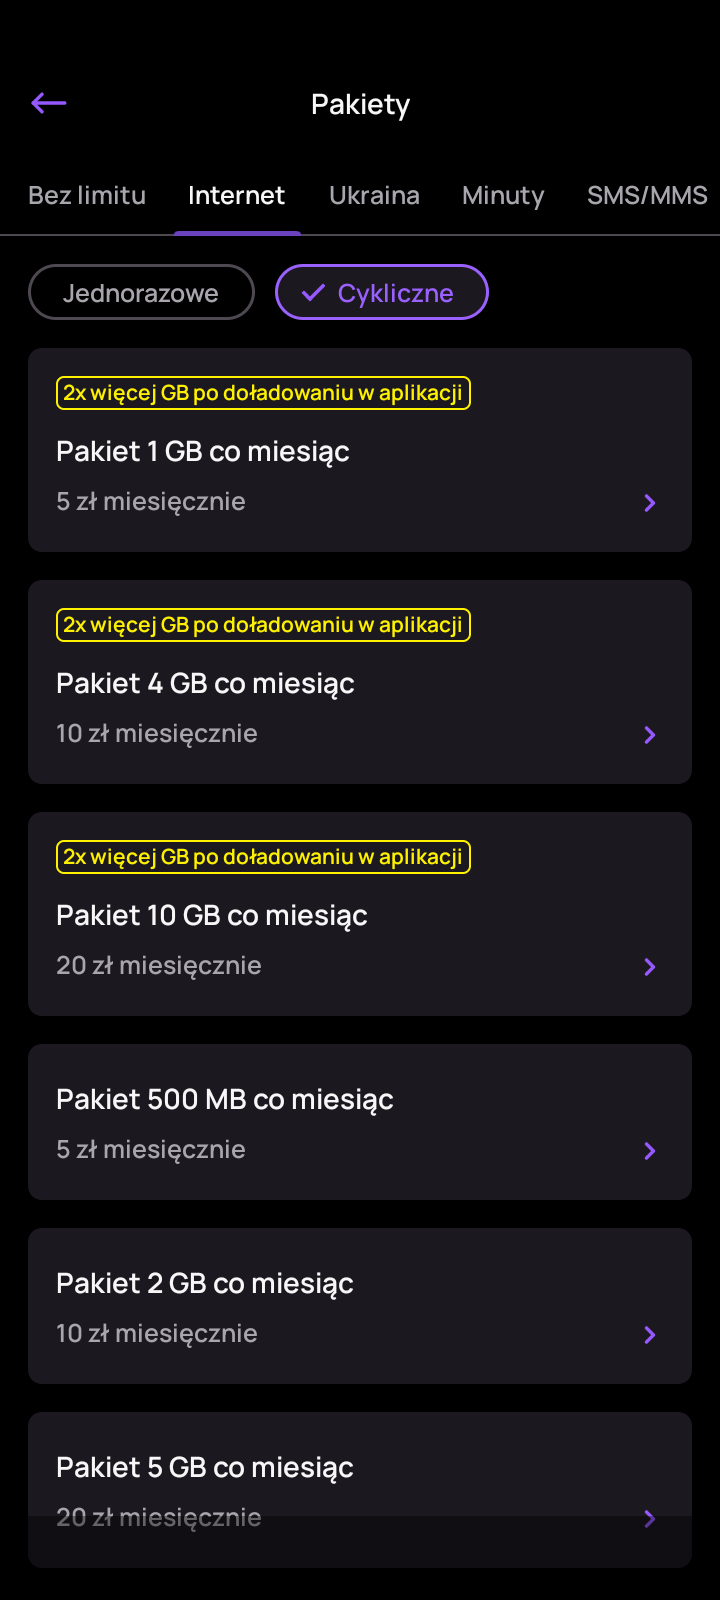 Pakiety
Bez limitu Internet Ukraina Minuty SMS/MMS
Jednorazowe Cykliczne
2x więcej GB po doładowaniu w aplikacji
Pakiet 1 GB co miesiąc
5 zł miesięcznie
2x więcej GB po doładowaniu w aplikacji
Pakiet 4 GB co miesiąc
10 zł miesięcznie
2x więcej GB po doładowaniu w aplikacji
Pakiet 10 GB co miesiąc
20 zł miesięcznie
Pakiet 500 MB co miesiąc
5 zł miesięcznie
Pakiet 2 GB co miesiąc
10 zł miesięcznie
Pakiet 5 GB co miesiąc
20 zł miesięcznie